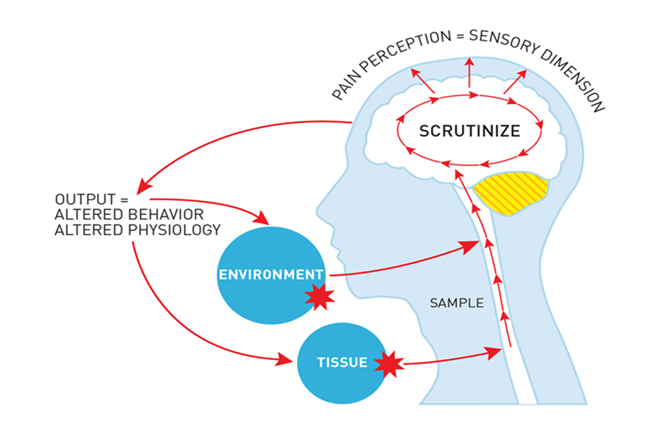 PAIN PERCEPTION = SENSORY DIMENSION
SCRUTINIZE
OUTPUT =
ALTERED BEHAVIOR
ALTERED PHYSIOLOGY
ENVIRONMENT
SAMPLE
TISSUE